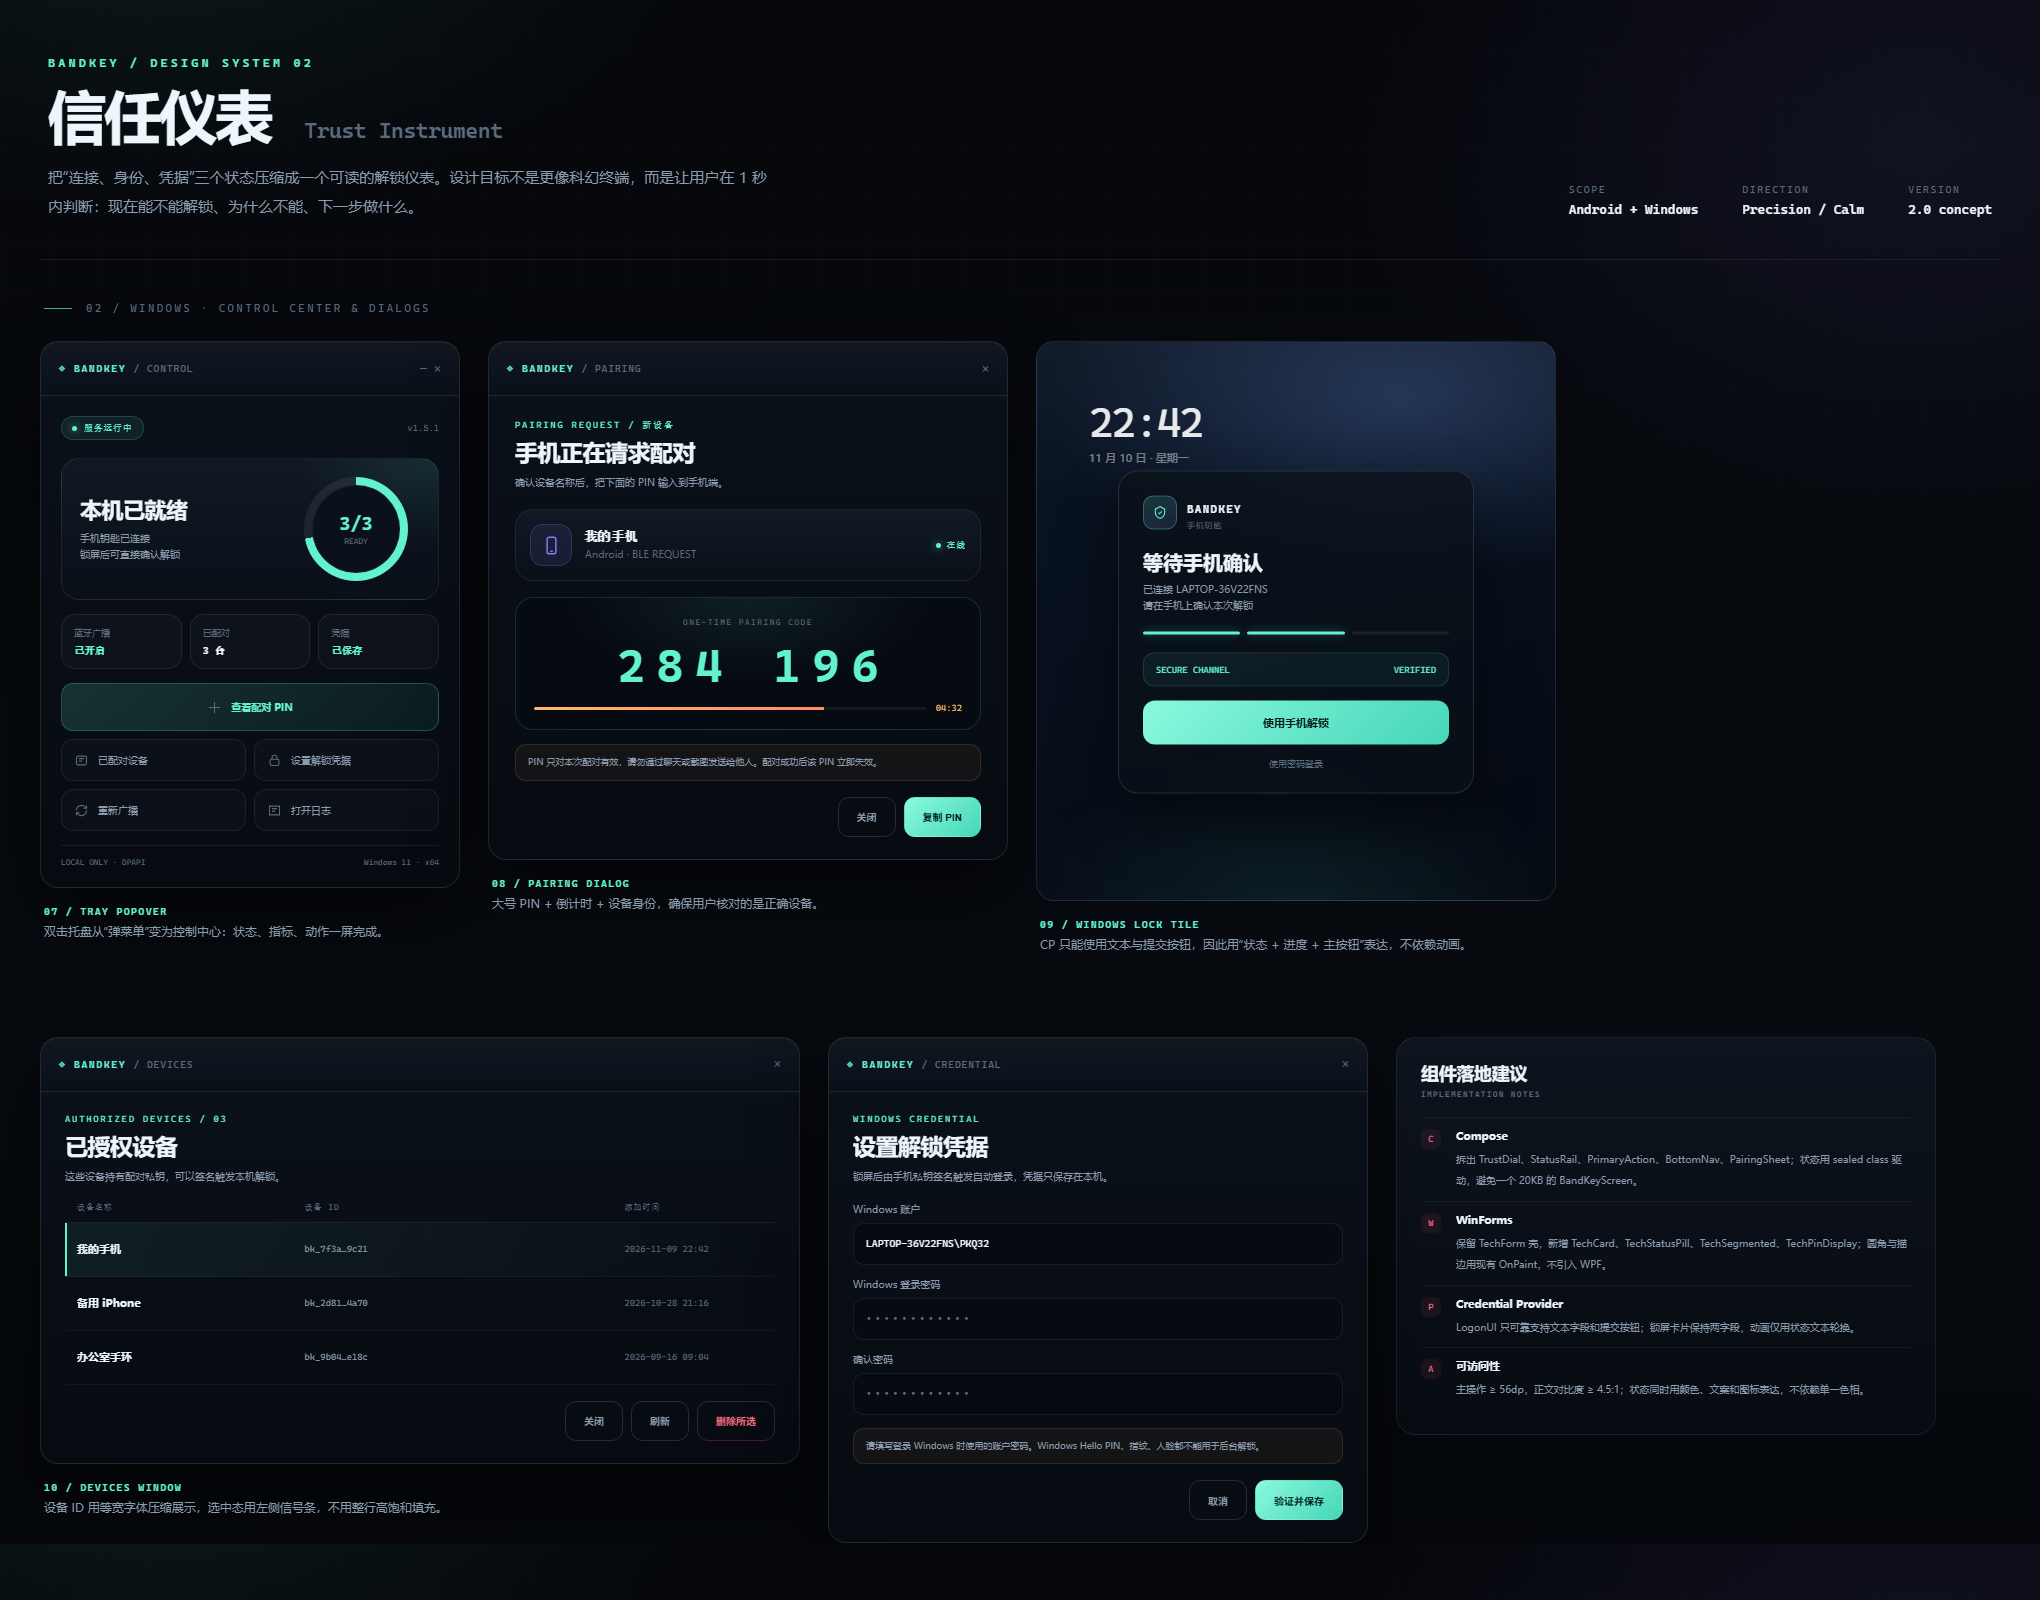 BANDKEY / DESIGN SYSTEM 02
信任仪表 Trust Instrument
把“连接、身份、凭据”三个状态压缩成一个可读的解锁仪表。设计目标不是更像科幻终端，而是让用户在 1 秒
内判断：现在能不能解锁、为什么不能、下一步做什么。
SCOPE
Android + Windows
DIRECTION
Precision / Calm
VERSION
2.0 concept
02 / WINDOWS · CONTROL CENTER & DIALOGS
BANDKEY / CONTROL
服务运行中
v1.5.1
本机已就绪
手机钥匙已连接
锁屏后可直接确认解锁
3/3
READY
蓝牙广播
已开启
已配对
3 台
凭据
已保存
查看配对 PIN
已配对设备
设置解锁凭据
重新广播
打开日志
LOCAL ONLY · DPAPI
Windows 11 · x64
07 / TRAY POPOVER
双击托盘从“弹菜单”变为控制中心：状态、指标、动作一屏完成。
BANDKEY / PAIRING
PAIRING REQUEST / 新设备
手机正在请求配对
确认设备名称后，把下面的 PIN 输入到手机端。
我的手机
Android · BLE REQUEST
在线
ONE-TIME PAIRING CODE
284 196
04:32
PIN 只对本次配对有效，请勿通过聊天或截图发送给他人。配对成功后该 PIN 立即失效。
关闭
复制 PIN
08 / PAIRING DIALOG
大号 PIN + 倒计时 + 设备身份，确保用户核对的是正确设备。
22:42
11 月 10 日 · 星期一
BANDKEY
手机钥匙
等待手机确认
已连接 LAPTOP-36V22FNS
请在手机上确认本次解锁
SECURE CHANNEL
VERIFIED
使用手机解锁
使用密码登录
09 / WINDOWS LOCK TILE
CP 只能使用文本与提交按钮，因此用“状态 + 进度 + 主按钮”表达，不依赖动画。
BANDKEY / DEVICES
AUTHORIZED DEVICES / 03
已授权设备
这些设备持有配对私钥，可以签名触发本机解锁。
设备名称 设备 ID 添加时间
我的手机 bk_7f3a…9c21 2026-11-09 22:42
备用 iPhone bk_2d81…4a70 2026-10-28 21:16
办公室手环 bk_9b04…e18c 2026-09-16 09:04
关闭
刷新
删除所选
10 / DEVICES WINDOW
设备 ID 用等宽字体压缩展示，选中态用左侧信号条，不用整行高饱和填充。
BANDKEY / CREDENTIAL
WINDOWS CREDENTIAL
设置解锁凭据
锁屏后由手机私钥签名触发自动登录，凭据只保存在本机。
Windows 账户
LAPTOP-36V22FNS\PKQ32
Windows 登录密码
••••••••••••
确认密码
••••••••••••
请填写登录 Windows 时使用的账户密码。Windows Hello PIN、指纹、人脸都不能用于后台解锁。
取消
验证并保存
组件落地建议
IMPLEMENTATION NOTES
C
Compose
拆出 TrustDial、StatusRail、PrimaryAction、BottomNav、PairingSheet；状态用 sealed class 驱
动，避免一个 20KB 的 BandKeyScreen。
W
WinForms
保留 TechForm 壳，新增 TechCard、TechStatusPill、TechSegmented、TechPinDisplay；圆角与描
边用现有 OnPaint，不引入 WPF。
P
Credential Provider
LogonUI 只可靠支持文本字段和提交按钮；锁屏卡片保持两字段，动画仅用状态文本轮换。
A
可访问性
主操作 ≥ 56dp，正文对比度 ≥ 4.5:1；状态同时用颜色、文案和图标表达，不依赖单一色相。